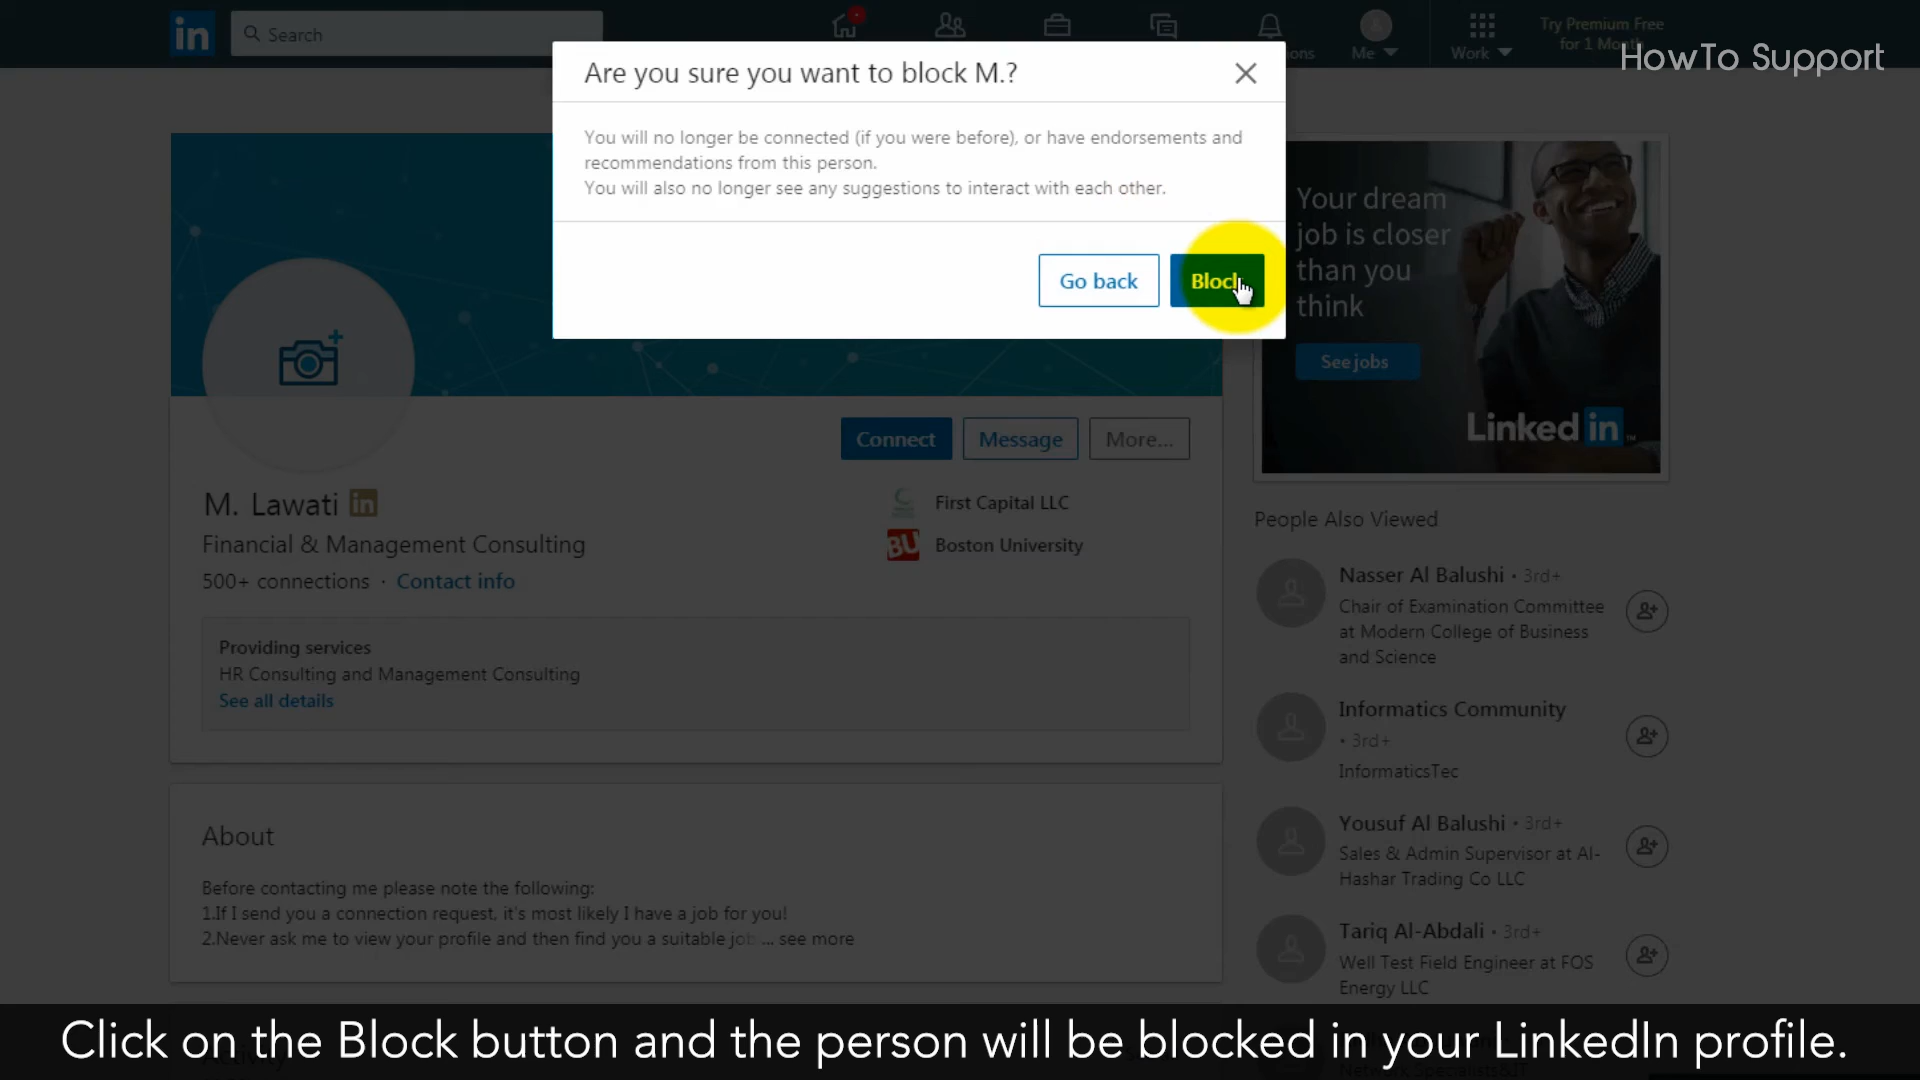 in
Search
ons
Me
Work
Try Premium Free
for 1 Month
HowTo Support
Are you sure you want to block M.?
You will no longer be connected (if you were before), or have endorsements and
recommendations from this person.
You will also no longer see any suggestions to interact with each other.
Go back
Block
Your dream
job is closer
than you
think
See jobs
Linked in
Connect
Message
More...
M. Lawati in
Financial & Management Consulting
500+ connections · Contact info
First Capital LLC
BU Boston University
Providing services
HR Consulting and Management Consulting
See all details
About
Before contacting me please note the following:
1.If I send you a connection request, it's most likely I have a job for you!
2.Never ask me to view your profile and then find you a suitable job ... see more
People Also Viewed
Nasser Al Balushi • 3rd+
Chair of Examination Committee
at Modern College of Business
and Science
Informatics Community
• 3rd+
InformaticsTec
Yousuf Al Balushi • 3rd+
Sales & Admin Supervisor at Al-
Hashar Trading Co LLC
Tariq Al-Abdali • 3rd+
Well Test Field Engineer at FOS
Energy LLC
Click on the Block button and the person will be blocked in your LinkedIn profile.